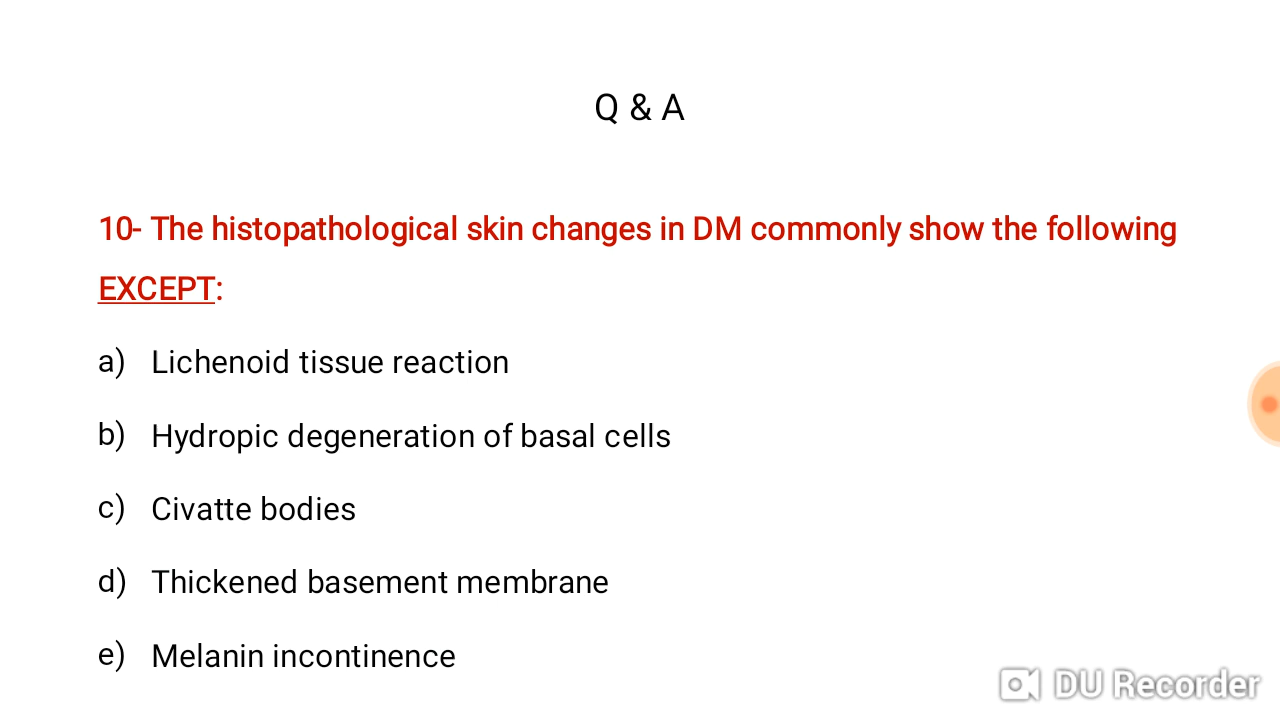 Q & A
10- The histopathological skin changes in DM commonly show the following
EXCEPT:
a) Lichenoid tissue reaction
b) Hydropic degeneration of basal cells
c) Civatte bodies
d) Thickened basement membrane
e) Melanin incontinence
DU Recorder